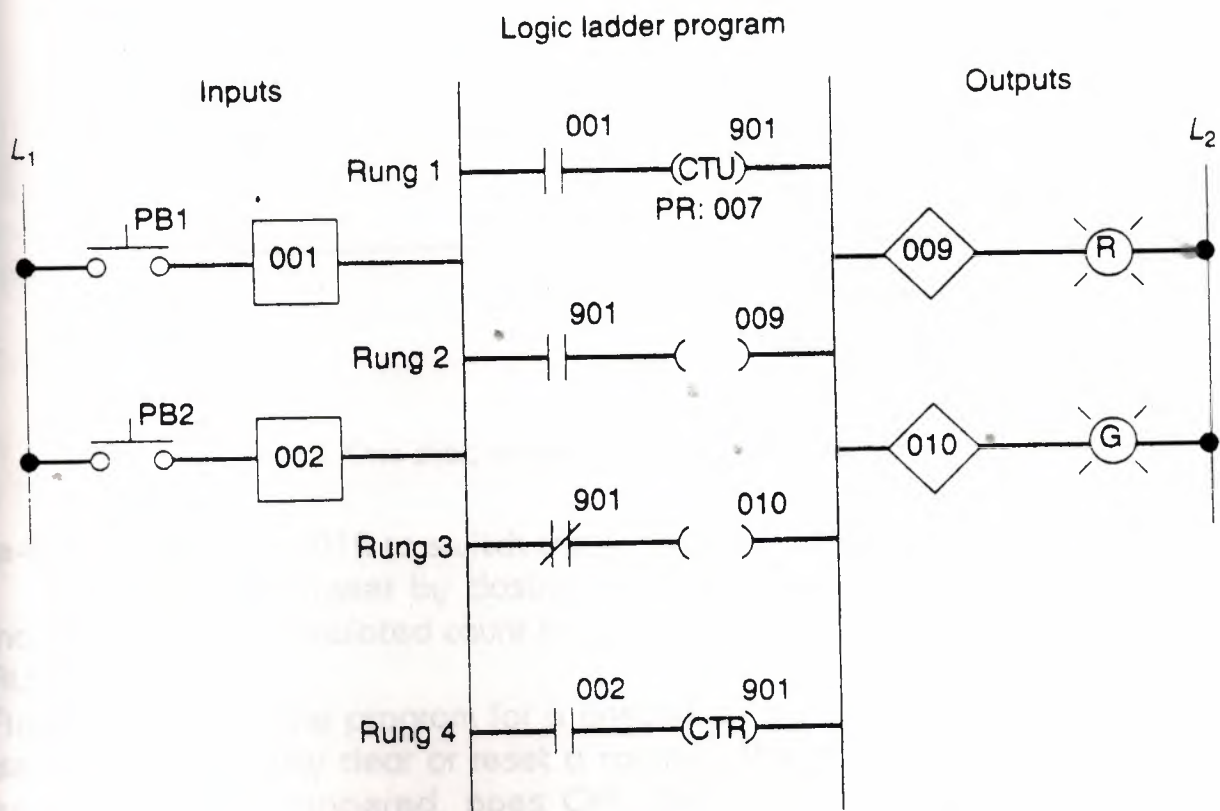 Logic ladder program
Inputs
Outputs
L1
L2
Rung 1
001
901
(CTU)
PR: 007
PB1
001
009
R
Rung 2
901
009
PB2
002
010
G
Rung 3
901
010
Rung 4
002
901
(CTR)